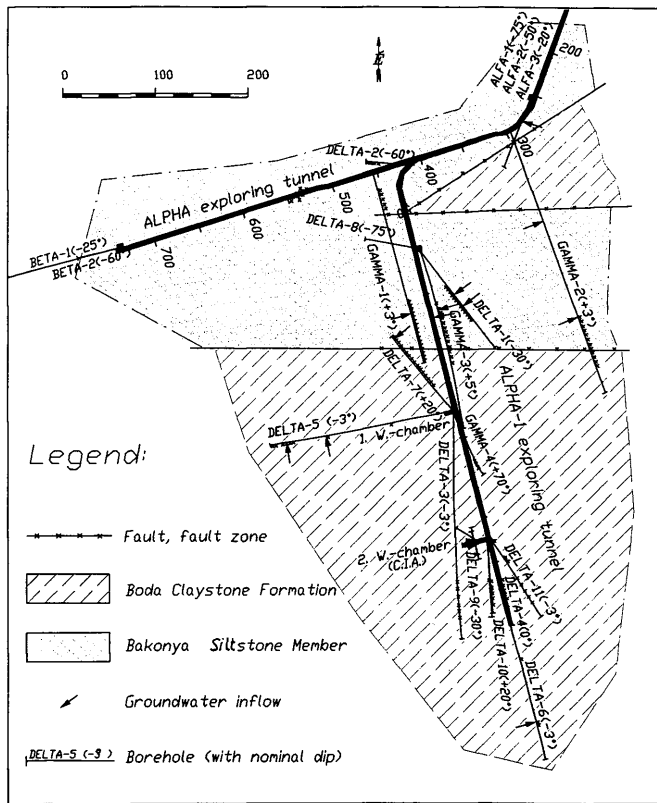 0 100 200
É
ALFA-1(-75°)
ALFA-2(-50°)
ALFA-3(-20°)
200
300
DELTA-2(-60°)
400
ALPHA exploring tunnel
500
600
700
DELTA-8(-75°)
BETA-1(-25°)
BETA-2(-60°)
GAMMA-1(+3°)
GAMMA-2(+3°)
DELTA-1(-30°)
GAMMA-3(+5°)
DELTA-7(+20°)
ALPHA-1 exploring tunnel
DELTA-5 (-3°)
1. W.-chamber
GAMMA-4(+70°)
DELTA-3(-3°)
2. W.-chamber
(C.I.A.)
DELTA-11(-3°)
DELTA-4(0°)
DELTA-9(-30°)
DELTA-10(+20°)
DELTA-6(-3°)
Legend:
Fault, fault zone
Boda Claystone Formation
Bakonya Siltstone Member
Groundwater inflow
DELTA-5 (-3) Borehole (with nominal dip)